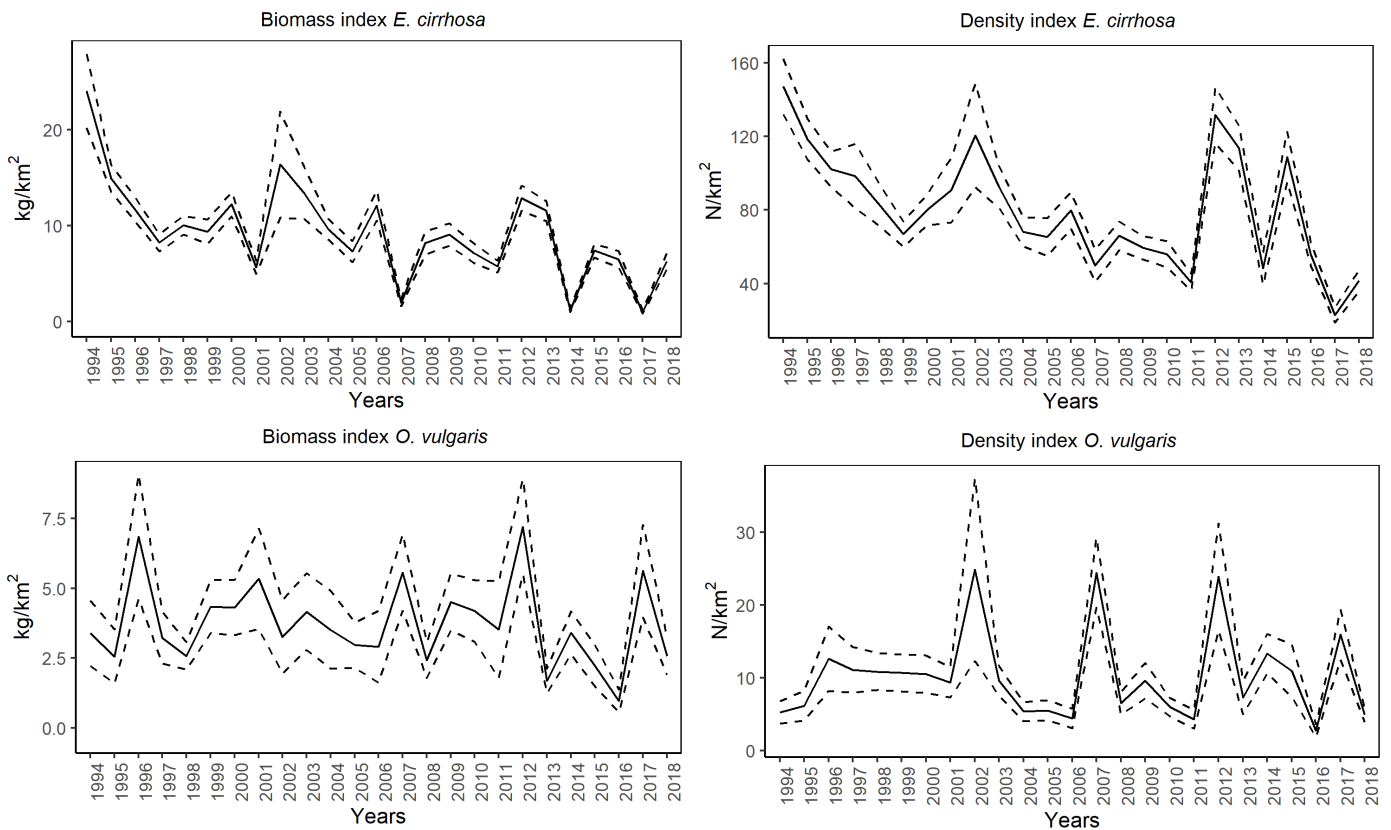 Biomass index E. cirrhosa
kg/km²
20
10
0
1994 1995 1996 1997 1998 1999 2000 2001 2002 2003 2004 2005 2006 2007 2008 2009 2010 2011 2012 2013 2014 2015 2016 2017 2018
Years
Density index E. cirrhosa
N/km²
160
120
80
40
1994 1995 1996 1997 1998 1999 2000 2001 2002 2003 2004 2005 2006 2007 2008 2009 2010 2011 2012 2013 2014 2015 2016 2017 2018
Years
Biomass index O. vulgaris
kg/km²
7.5
5.0
2.5
0.0
1994 1995 1996 1997 1998 1999 2000 2001 2002 2003 2004 2005 2006 2007 2008 2009 2010 2011 2012 2013 2014 2015 2016 2017 2018
Years
Density index O. vulgaris
N/km²
30
20
10
0
1994 1995 1996 1997 1998 1999 2000 2001 2002 2003 2004 2005 2006 2007 2008 2009 2010 2011 2012 2013 2014 2015 2016 2017 2018
Years